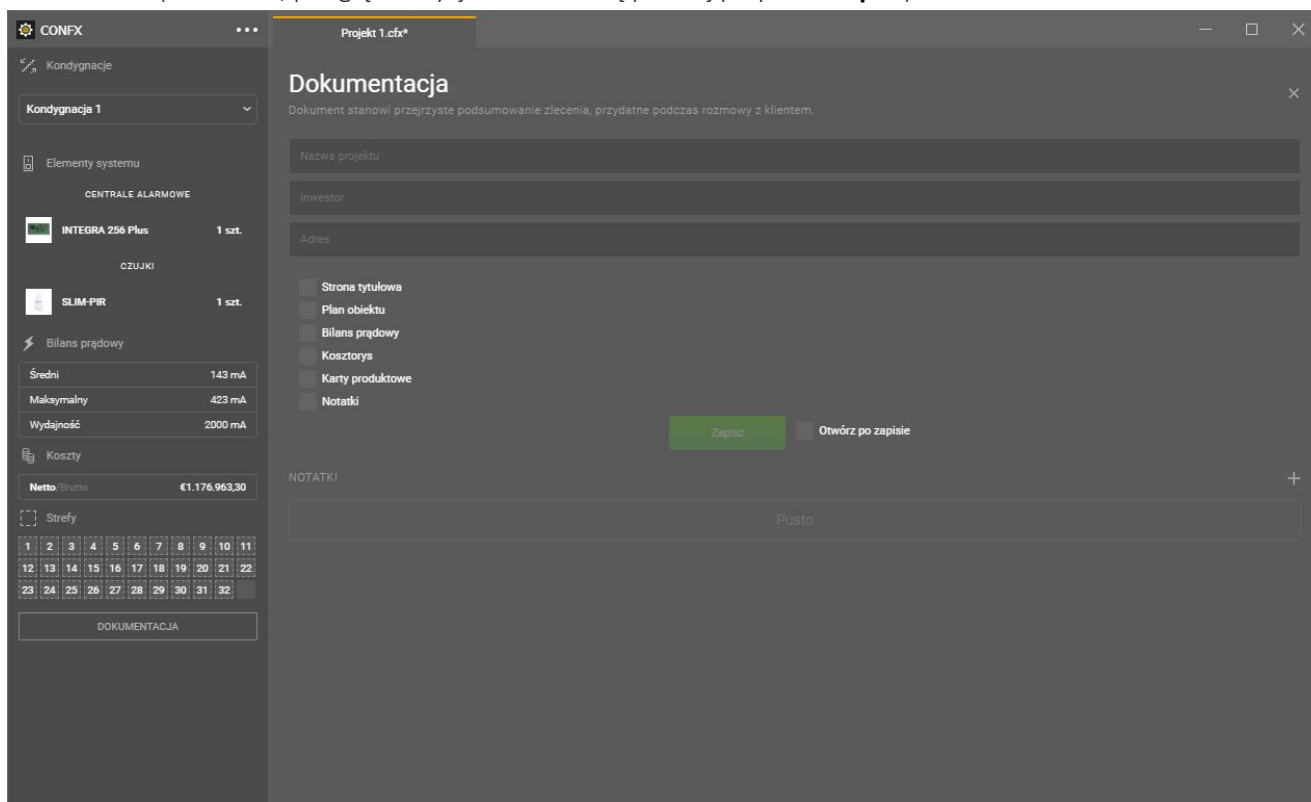 CONFX
Projekt 1.cfx*
Kondygnacje
Kondygnacja 1
Elementy systemu
CENTRALE ALARMOWE
INTEGRA 256 Plus 1 szt.
CZUJKI
SLIM-PIR 1 szt.
Bilans prądowy
Średni 143 mA
Maksymalny 423 mA
Wydajność 2000 mA
Koszty
Netto/Brutto €1.176.963,30
Strefy
1 2 3 4 5 6 7 8 9 10 11
12 13 14 15 16 17 18 19 20 21 22
23 24 25 26 27 28 29 30 31 32
DOKUMENTACJA
Dokumentacja
Dokument stanowi przejrzyste podsumowanie zlecenia, przydatne podczas rozmowy z klientem.
Nazwa projektu
Inwestor
Adres
Strona tytułowa
Plan obiektu
Bilans prądowy
Kosztorys
Karty produktowe
Notatki
Zapisz Otwórz po zapisie
NOTATKI
Pusto